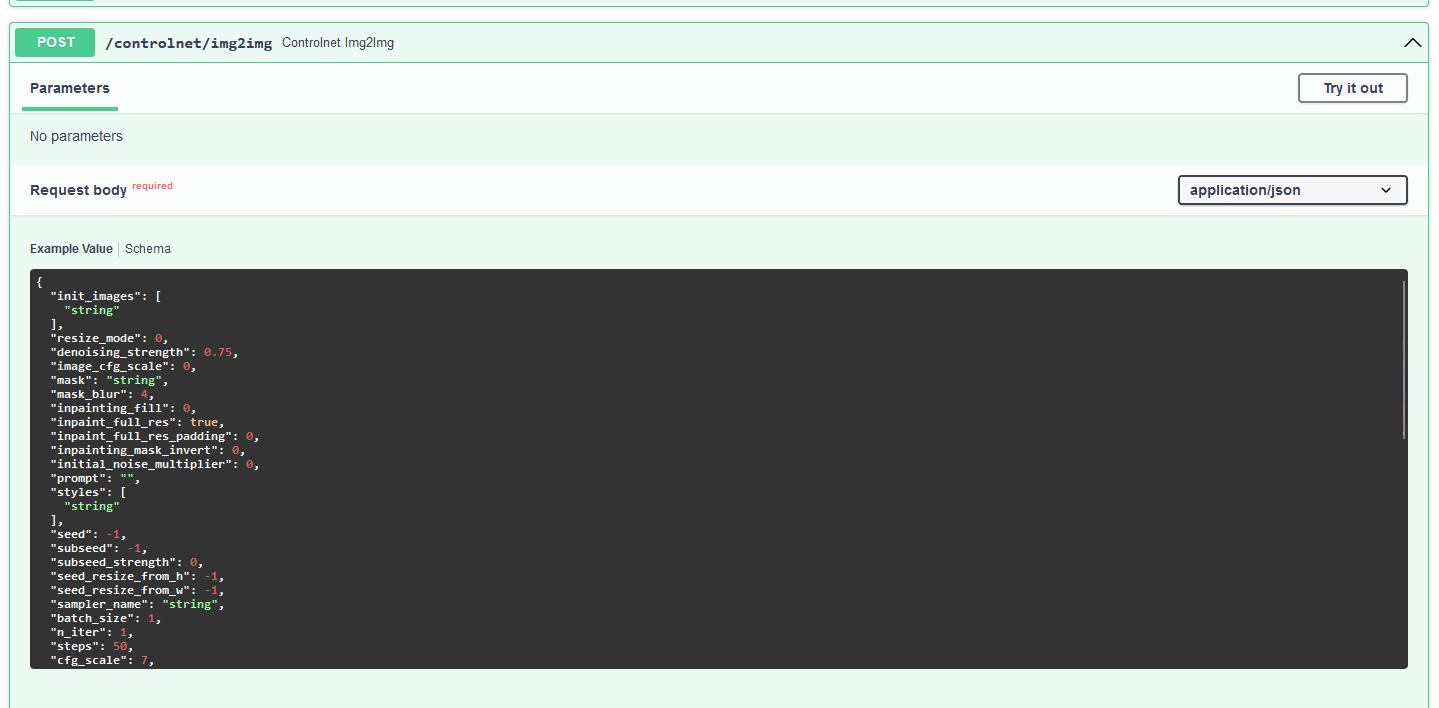 POST /controlnet/img2img Controlnet Img2Img
Parameters
Try it out
No parameters
Request body required
application/json
Example Value Schema
{
  "init_images": [
    "string"
  ],
  "resize_mode": 0,
  "denoising_strength": 0.75,
  "image_cfg_scale": 0,
  "mask": "string",
  "mask_blur": 4,
  "inpainting_fill": 0,
  "inpaint_full_res": true,
  "inpaint_full_res_padding": 0,
  "inpainting_mask_invert": 0,
  "initial_noise_multiplier": 0,
  "prompt": "",
  "styles": [
    "string"
  ],
  "seed": -1,
  "subseed": -1,
  "subseed_strength": 0,
  "seed_resize_from_h": -1,
  "seed_resize_from_w": -1,
  "sampler_name": "string",
  "batch_size": 1,
  "n_iter": 1,
  "steps": 50,
  "cfg_scale": 7,